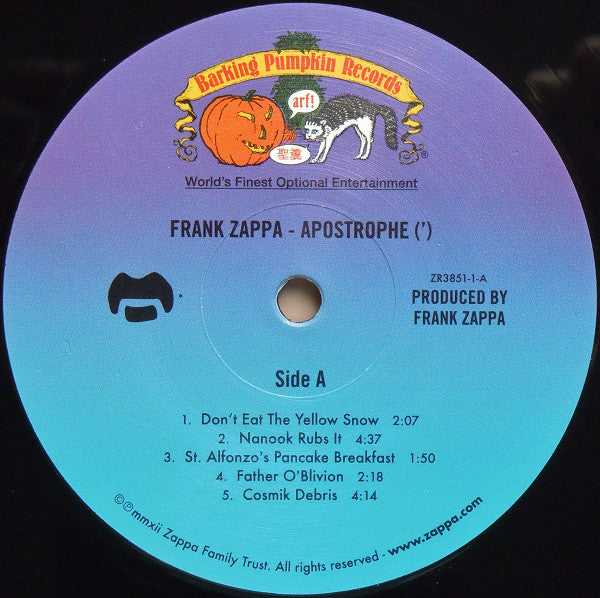 Barking Pumpkin Records
arf!
聖薫
®
World's Finest Optional Entertainment
FRANK ZAPPA - APOSTROPHE (')
ZR3851-1-A
PRODUCED BY
FRANK ZAPPA
Side A
1. Don't Eat The Yellow Snow 2:07
2. Nanook Rubs It 4:37
3. St. Alfonzo's Pancake Breakfast 1:50
4. Father O'Blivion 2:18
5. Cosmik Debris 4:14
©℗mmxii Zappa Family Trust. All rights reserved - www.zappa.com